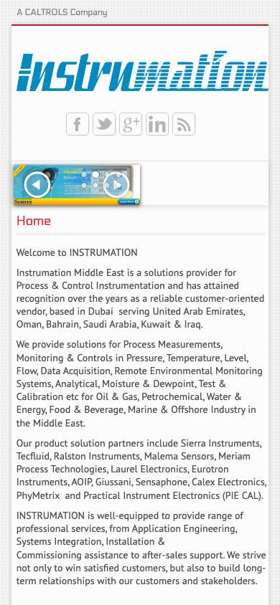 A CALTROLS Company
Instrumation
Home
Welcome to INSTRUMATION
Instrumation Middle East is a solutions provider for
Process & Control Instrumentation and has attained
recognition over the years as a reliable customer-oriented
vendor, based in Dubai serving United Arab Emirates,
Oman, Bahrain, Saudi Arabia, Kuwait & Iraq.
We provide solutions for Process Measurements,
Monitoring & Controls in Pressure, Temperature, Level,
Flow, Data Acquisition, Remote Environmental Monitoring
Systems, Analytical, Moisture & Dewpoint, Test &
Calibration etc for Oil & Gas, Petrochemical, Water &
Energy, Food & Beverage, Marine & Offshore Industry in
the Middle East.
Our product solution partners include Sierra Instruments,
Tecfluid, Ralston Instruments, Malema Sensors, Meriam
Process Technologies, Laurel Electronics, Eurotron
Instruments, AOIP, Giussani, Sensaphone, Calex Electronics,
PhyMetrix and Practical Instrument Electronics (PIE CAL).
INSTRUMATION is well-equipped to provide range of
professional services, from Application Engineering,
Systems Integration, Installation &
Commissioning assistance to after-sales support. We strive
not only to win satisfied customers, but also to build long-
term relationships with our customers and stakeholders.